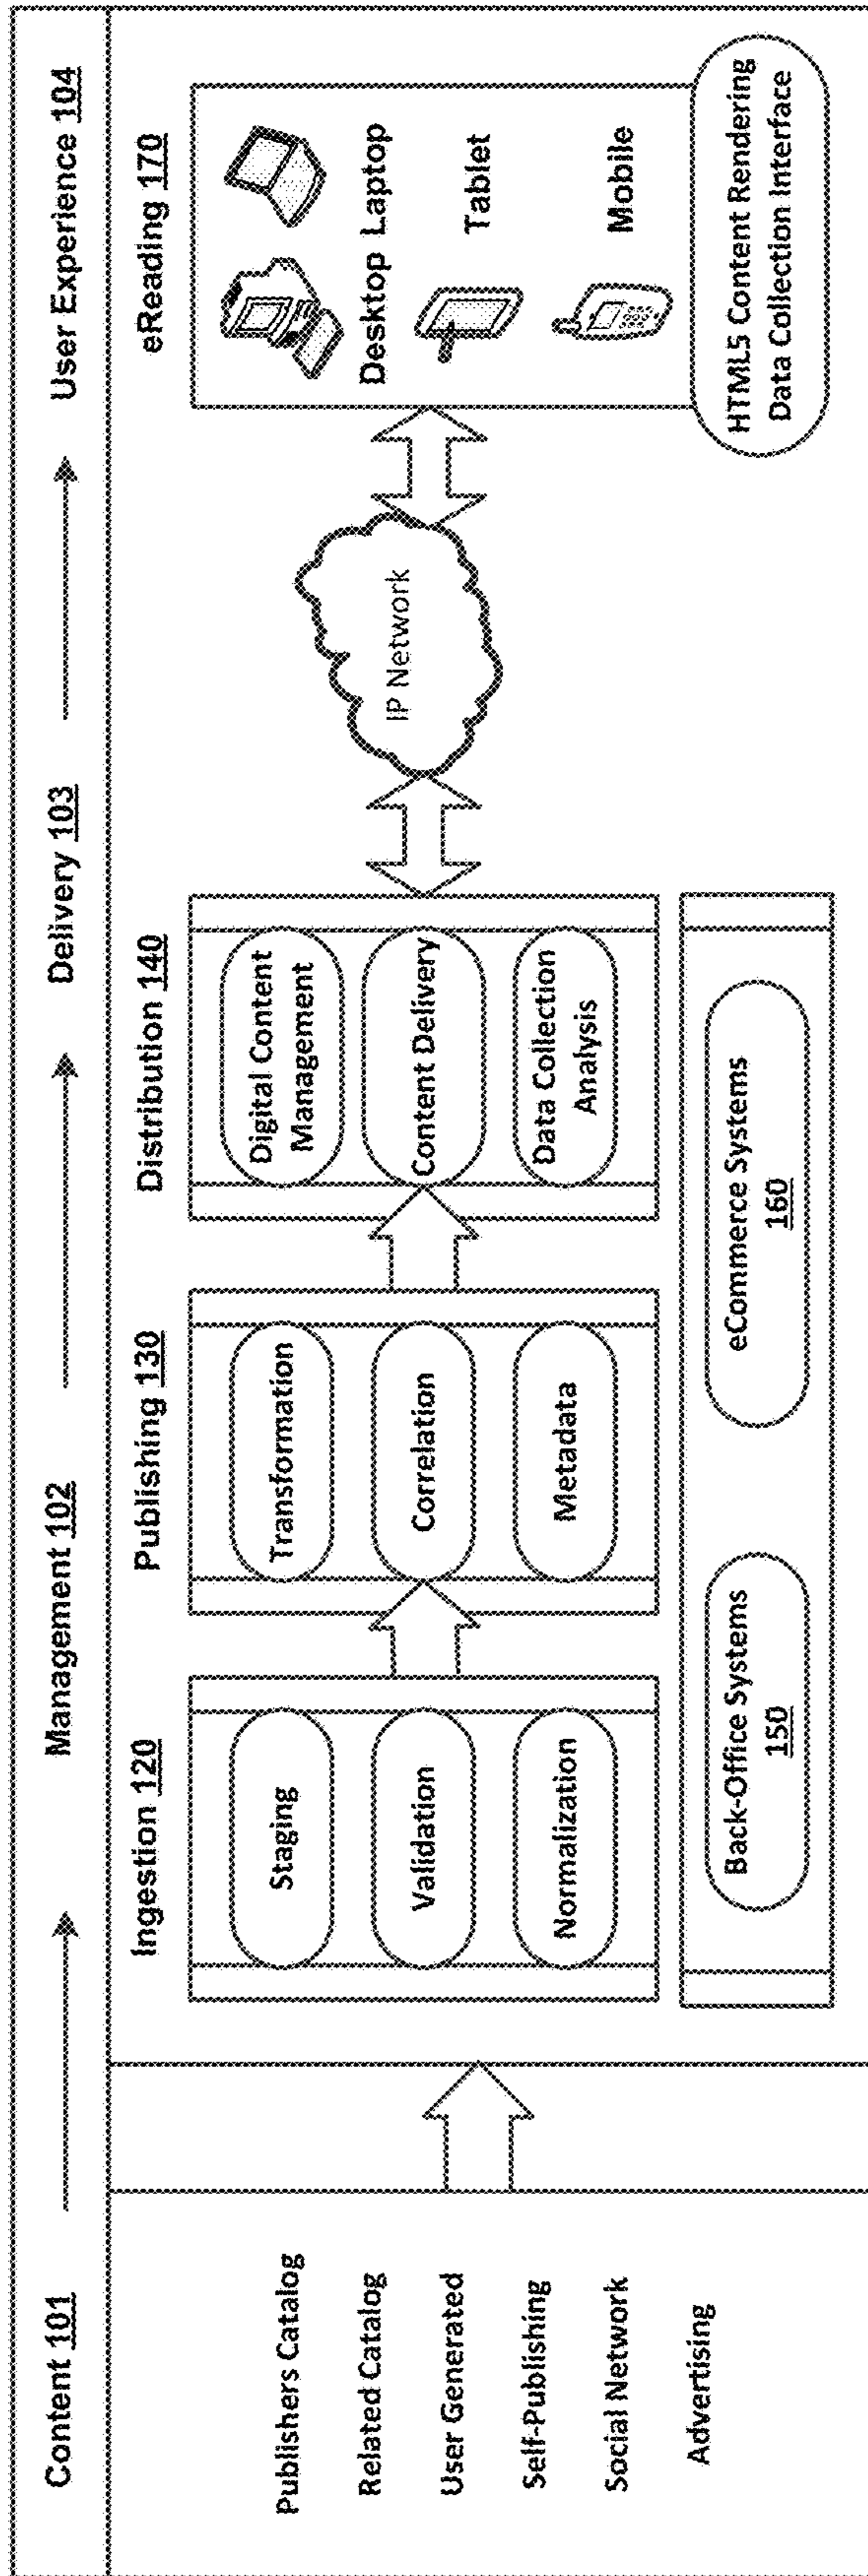 Content 101
Management 102
Delivery 103
User Experience 104
Publishers Catalog
Related Catalog
User Generated
Self-Publishing
Social Network
Advertising
Ingestion 120
Staging
Validation
Normalization
Publishing 130
Transformation
Correlation
Metadata
Distribution 140
Digital Content
Management
Content Delivery
Data Collection
Analysis
Back-Office Systems
150
eCommerce Systems
160
IP Network
eReading 170
Desktop Laptop
Tablet
Mobile
HTML5 Content Rendering
Data Collection Interface